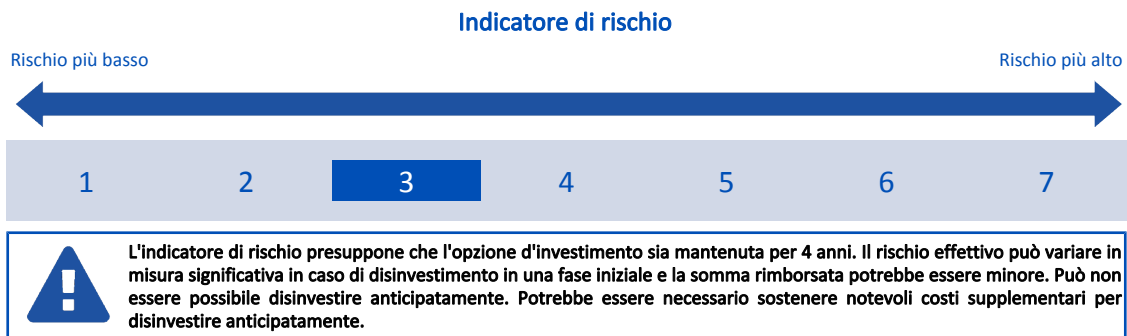 Indicatore di rischio
Rischio più basso
Rischio più alto
1 2 3 4 5 6 7
L'indicatore di rischio presuppone che l'opzione d'investimento sia mantenuta per 4 anni. Il rischio effettivo può variare in
misura significativa in caso di disinvestimento in una fase iniziale e la somma rimborsata potrebbe essere minore. Può non
essere possibile disinvestire anticipatamente. Potrebbe essere necessario sostenere notevoli costi supplementari per
disinvestire anticipatamente.